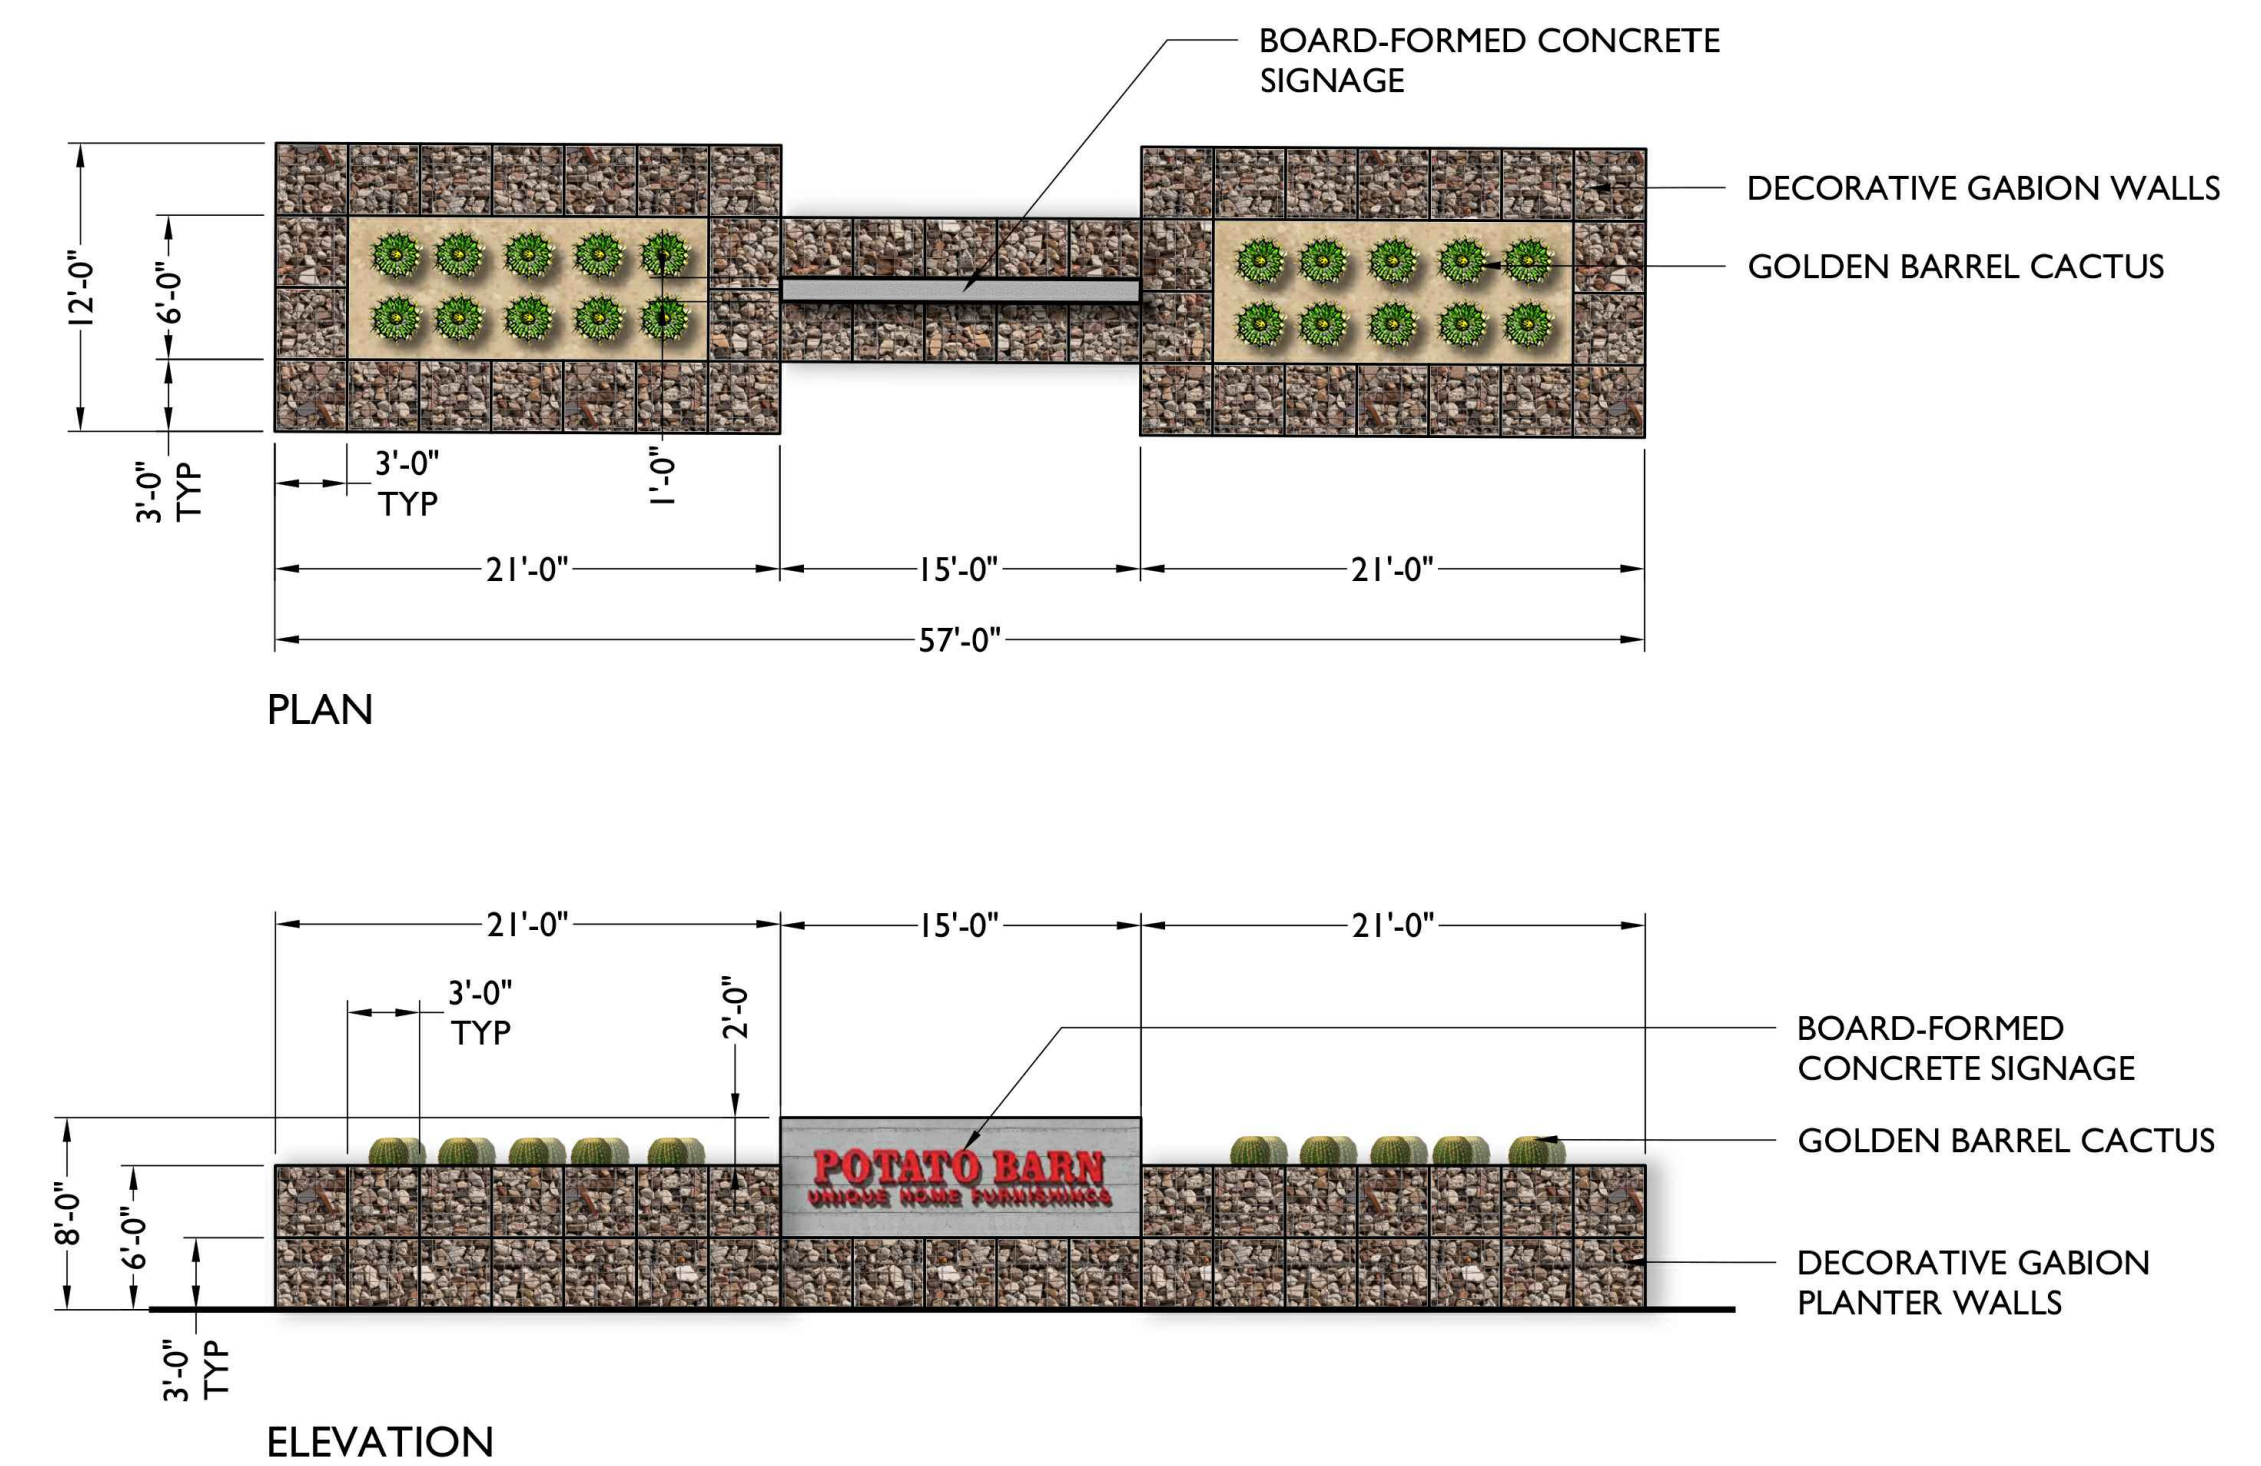 BOARD-FORMED CONCRETE
SIGNAGE
DECORATIVE GABION WALLS
GOLDEN BARREL CACTUS
12'-0"
6'-0"
3'-0"
TYP
3'-0"
TYP
1'-0"
21'-0"
15'-0"
21'-0"
57'-0"
PLAN
21'-0"
15'-0"
21'-0"
3'-0"
TYP
2'-0"
BOARD-FORMED
CONCRETE SIGNAGE
GOLDEN BARREL CACTUS
POTATO BARN
UNIQUE HOME FURNISHINGS
8'-0"
6'-0"
3'-0"
TYP
DECORATIVE GABION
PLANTER WALLS
ELEVATION